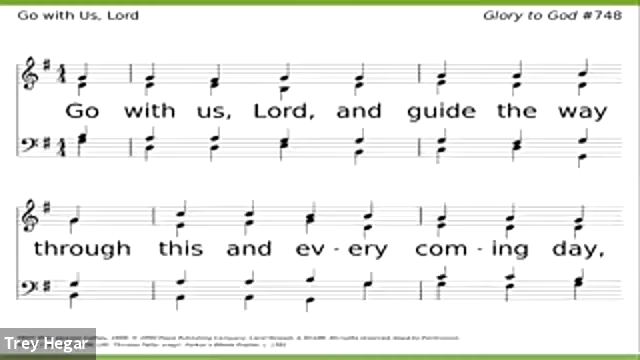 Go with Us, Lord
Glory to God #748
Go with us, Lord, and guide the way
through this and ev - ery com - ing day,
Trey Hegar